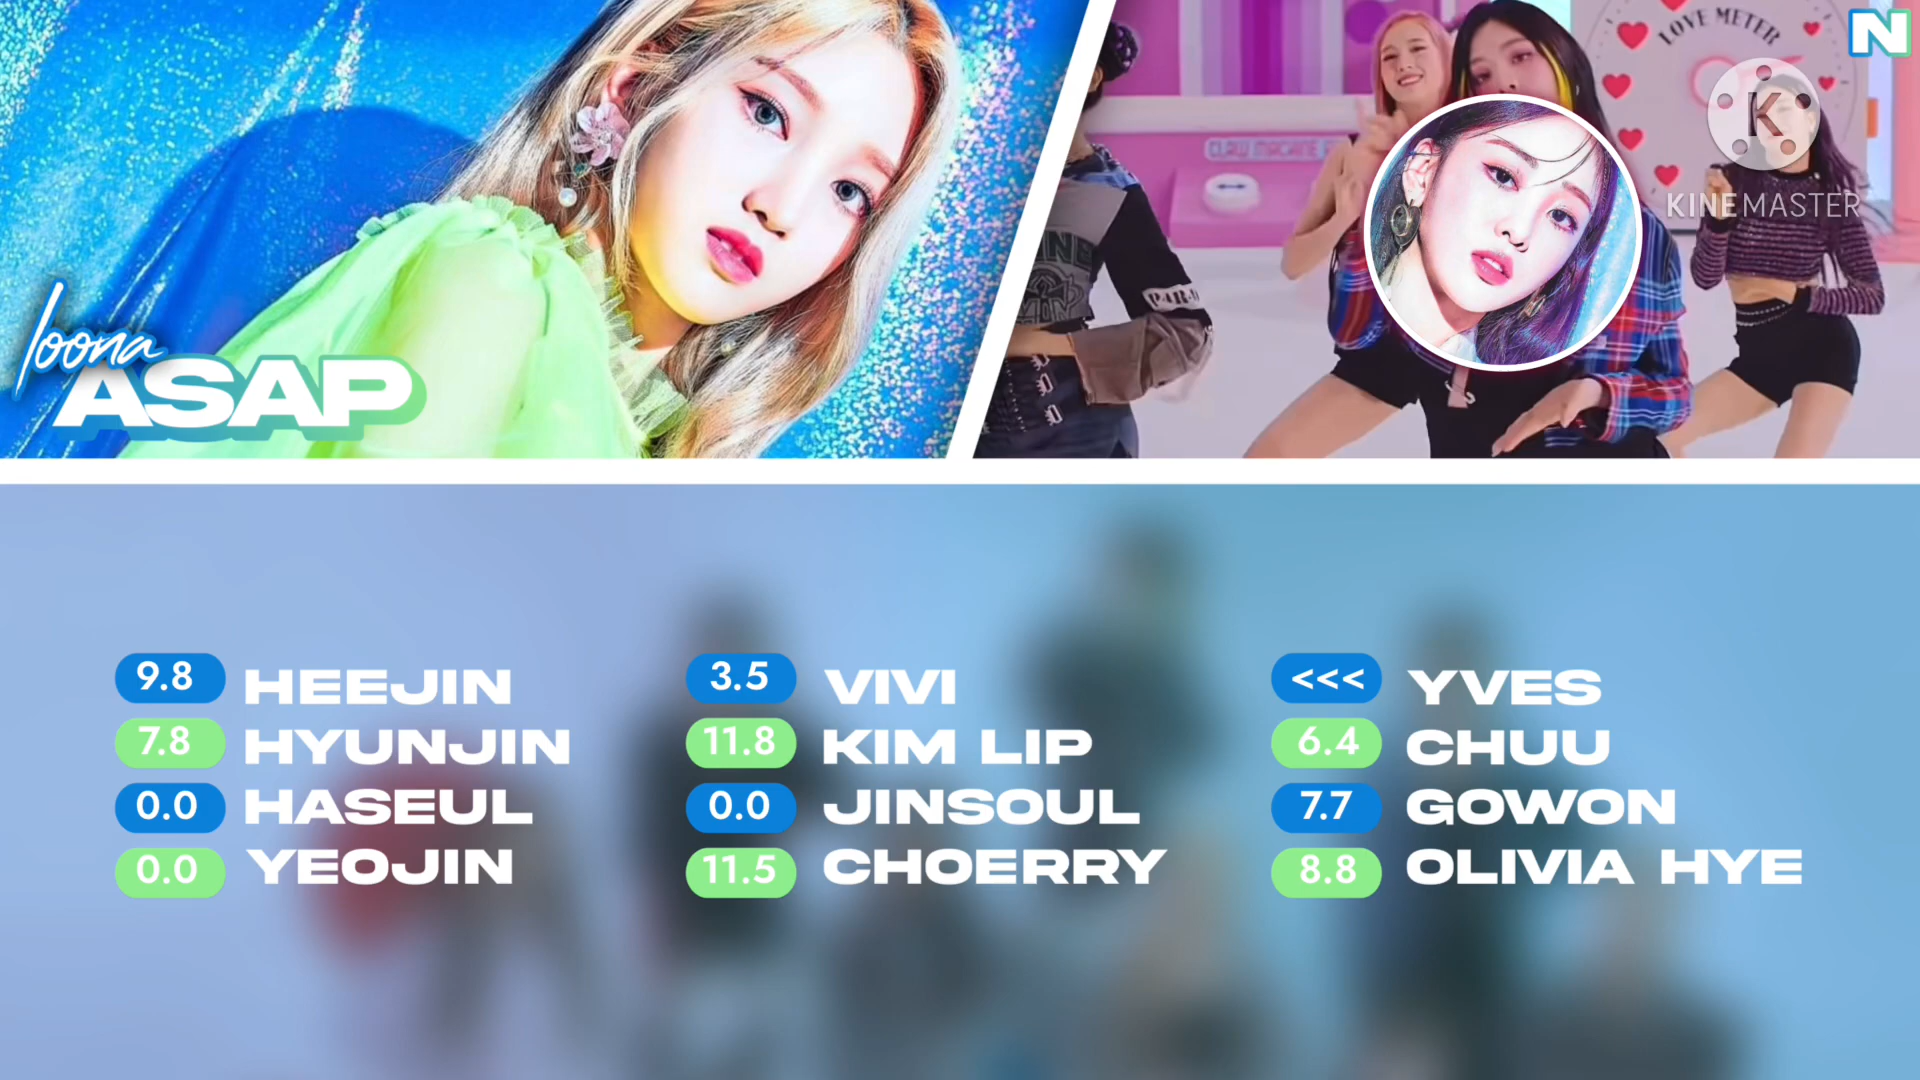 loona
ASAP
LOVE METER
N
K
KINEMASTER
9.8 HEEJIN
7.8 HYUNJIN
0.0 HASEUL
0.0 YEOJIN
3.5 VIVI
11.8 KIM LIP
0.0 JINSOUL
11.5 CHOERRY
<<< YVES
6.4 CHUU
7.7 GOWON
8.8 OLIVIA HYE